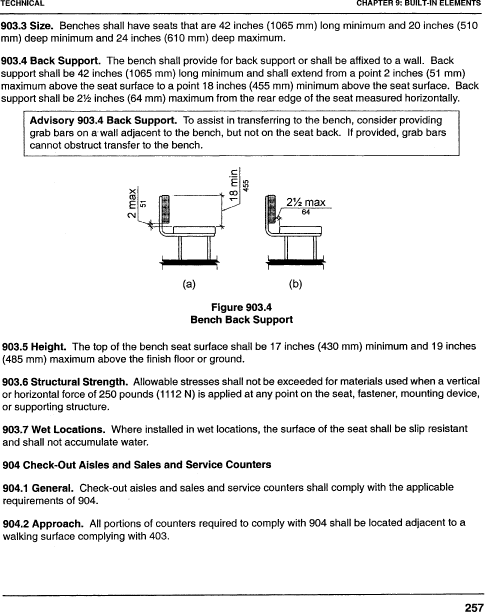 TECHNICAL CHAPTER 9: BUILT-IN ELEMENTS
903.3 Size. Benches shall have seats that are 42 inches (1065 mm) long minimum and 20 inches (510
mm) deep minimum and 24 inches (610 mm) deep maximum.
903.4 Back Support. The bench shall provide for back support or shall be affixed to a wall. Back
support shall be 42 inches (1065 mm) long minimum and shall extend from a point 2 inches (51 mm)
maximum above the seat surface to a point 18 inches (455 mm) minimum above the seat surface. Back
support shall be 2½ inches (64 mm) maximum from the rear edge of the seat measured horizontally.
Advisory 903.4 Back Support. To assist in transferring to the bench, consider providing
grab bars on a wall adjacent to the bench, but not on the seat back. If provided, grab bars
cannot obstruct transfer to the bench.
2 max
51
18 min
455
2½ max
64
(a) (b)
Figure 903.4
Bench Back Support
903.5 Height. The top of the bench seat surface shall be 17 inches (430 mm) minimum and 19 inches
(485 mm) maximum above the finish floor or ground.
903.6 Structural Strength. Allowable stresses shall not be exceeded for materials used when a vertical
or horizontal force of 250 pounds (1112 N) is applied at any point on the seat, fastener, mounting device,
or supporting structure.
903.7 Wet Locations. Where installed in wet locations, the surface of the seat shall be slip resistant
and shall not accumulate water.
904 Check-Out Aisles and Sales and Service Counters
904.1 General. Check-out aisles and sales and service counters shall comply with the applicable
requirements of 904.
904.2 Approach. All portions of counters required to comply with 904 shall be located adjacent to a
walking surface complying with 403.
257